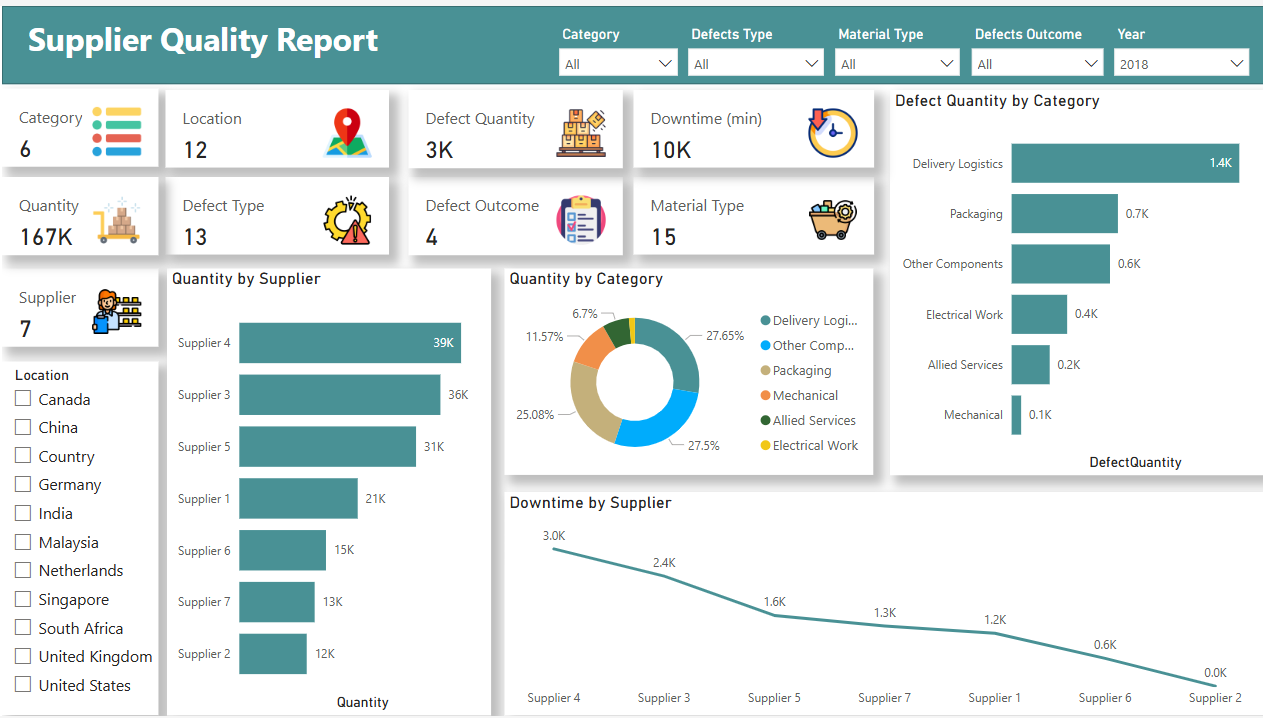 Supplier Quality Report
Category
Defects Type
Material Type
Defects Outcome
Year
All
All
All
All
2018
Category
6
Location
12
Defect Quantity
3K
Downtime (min)
10K
Quantity
167K
Defect Type
13
Defect Outcome
4
Material Type
15
Supplier
7
Location
Canada
China
Country
Germany
India
Malaysia
Netherlands
Singapore
South Africa
United Kingdom
United States
Quantity by Supplier
Supplier 4 39K
Supplier 3 36K
Supplier 5 31K
Supplier 1 21K
Supplier 6 15K
Supplier 7 13K
Supplier 2 12K
Quantity
Quantity by Category
6.7%
11.57%
25.08%
27.65%
27.5%
Delivery Logi...
Other Comp...
Packaging
Mechanical
Allied Services
Electrical Work
Defect Quantity by Category
Delivery Logistics 1.4K
Packaging 0.7K
Other Components 0.6K
Electrical Work 0.4K
Allied Services 0.2K
Mechanical 0.1K
DefectQuantity
Downtime by Supplier
3.0K
2.4K
1.6K
1.3K
1.2K
0.6K
0.0K
Supplier 4
Supplier 3
Supplier 5
Supplier 7
Supplier 1
Supplier 6
Supplier 2